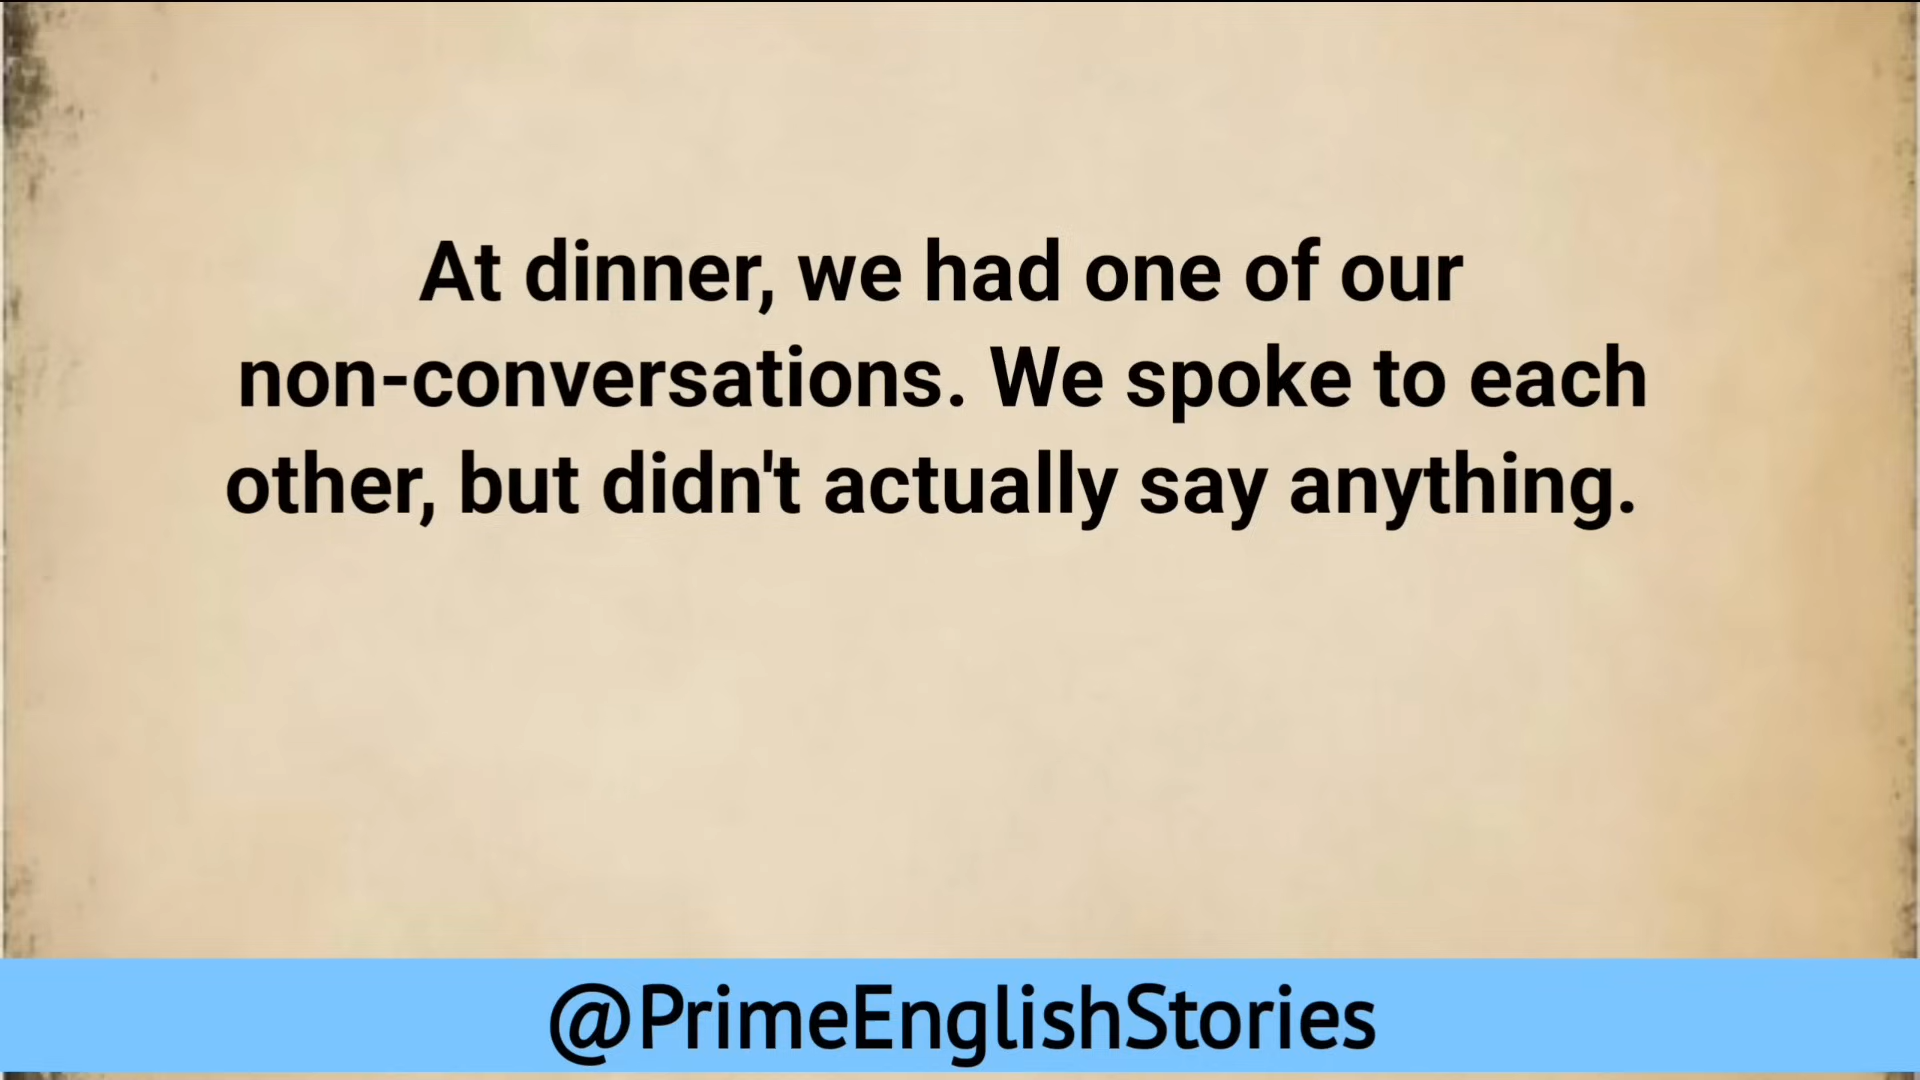 At dinner, we had one of our
non-conversations. We spoke to each
other, but didn't actually say anything.
@PrimeEnglishStories